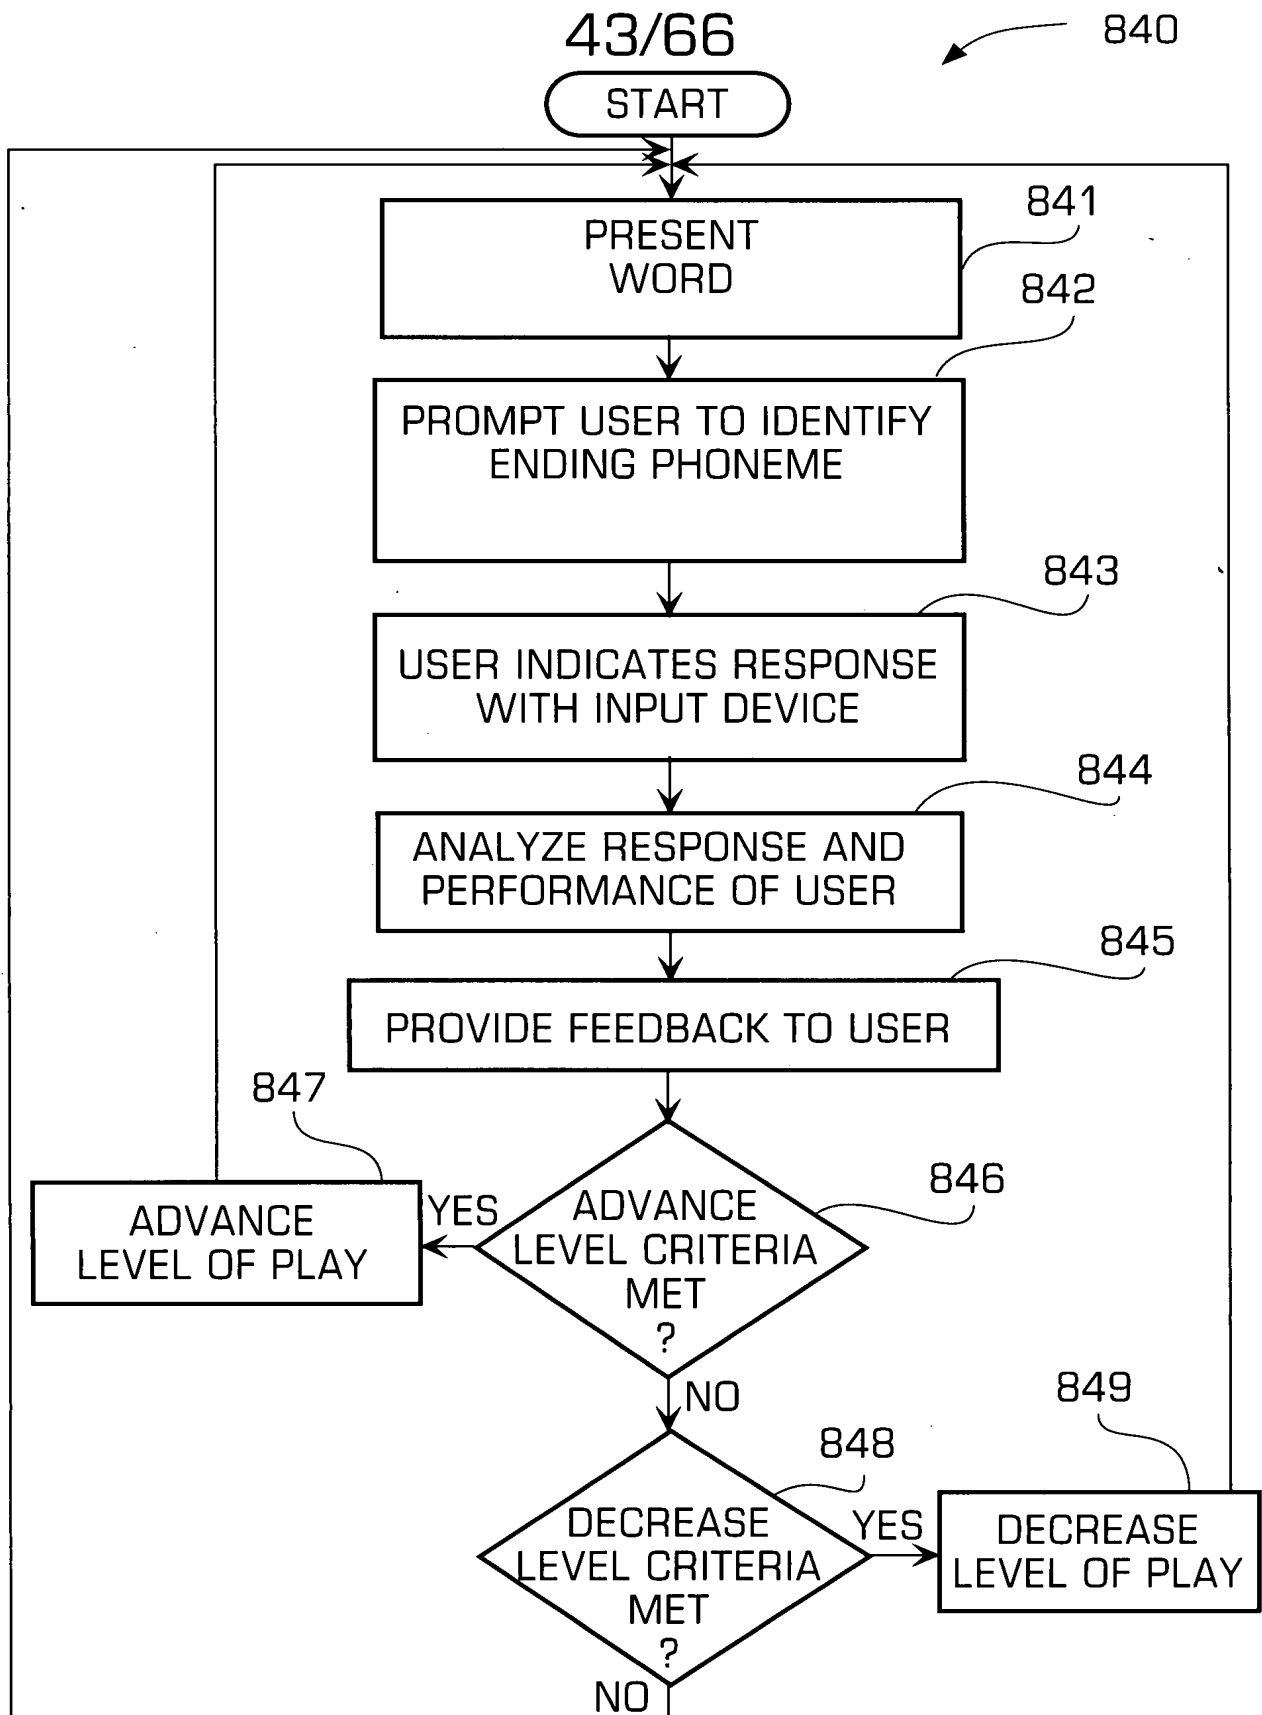 43/66
840
START
841
PRESENT
WORD
842
PROMPT USER TO IDENTIFY
ENDING PHONEME
843
USER INDICATES RESPONSE
WITH INPUT DEVICE
844
ANALYZE RESPONSE AND
PERFORMANCE OF USER
845
PROVIDE FEEDBACK TO USER
847
846
ADVANCE
LEVEL OF PLAY
YES
ADVANCE
LEVEL CRITERIA
MET
?
NO
849
848
DECREASE
LEVEL CRITERIA
MET
?
YES
DECREASE
LEVEL OF PLAY
NO